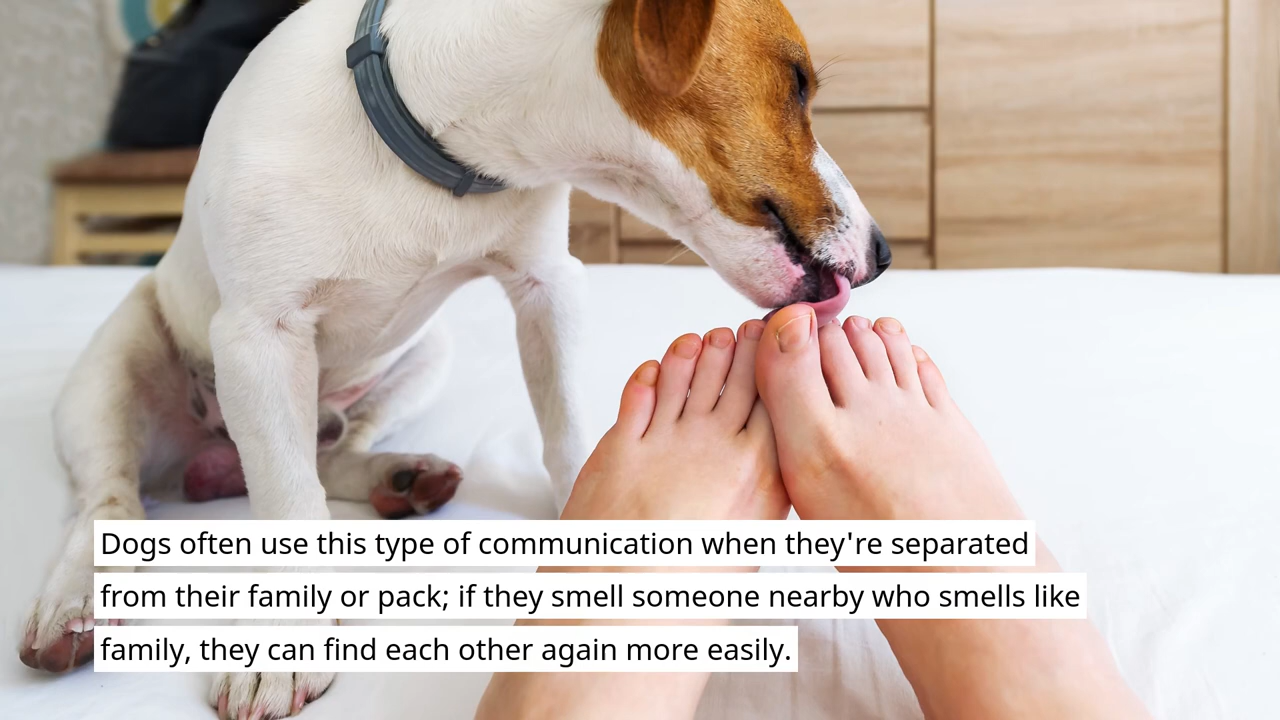 Dogs often use this type of communication when they're separated
from their family or pack; if they smell someone nearby who smells like
family, they can find each other again more easily.